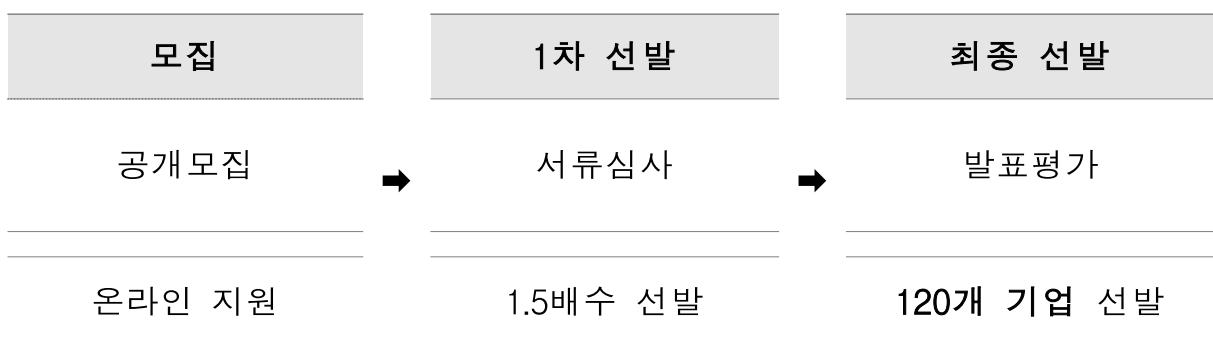 모집
1차 선발
최종 선발
공개모집
➡
서류심사
➡
발표평가
온라인 지원
1.5배수 선발
120개 기업 선발